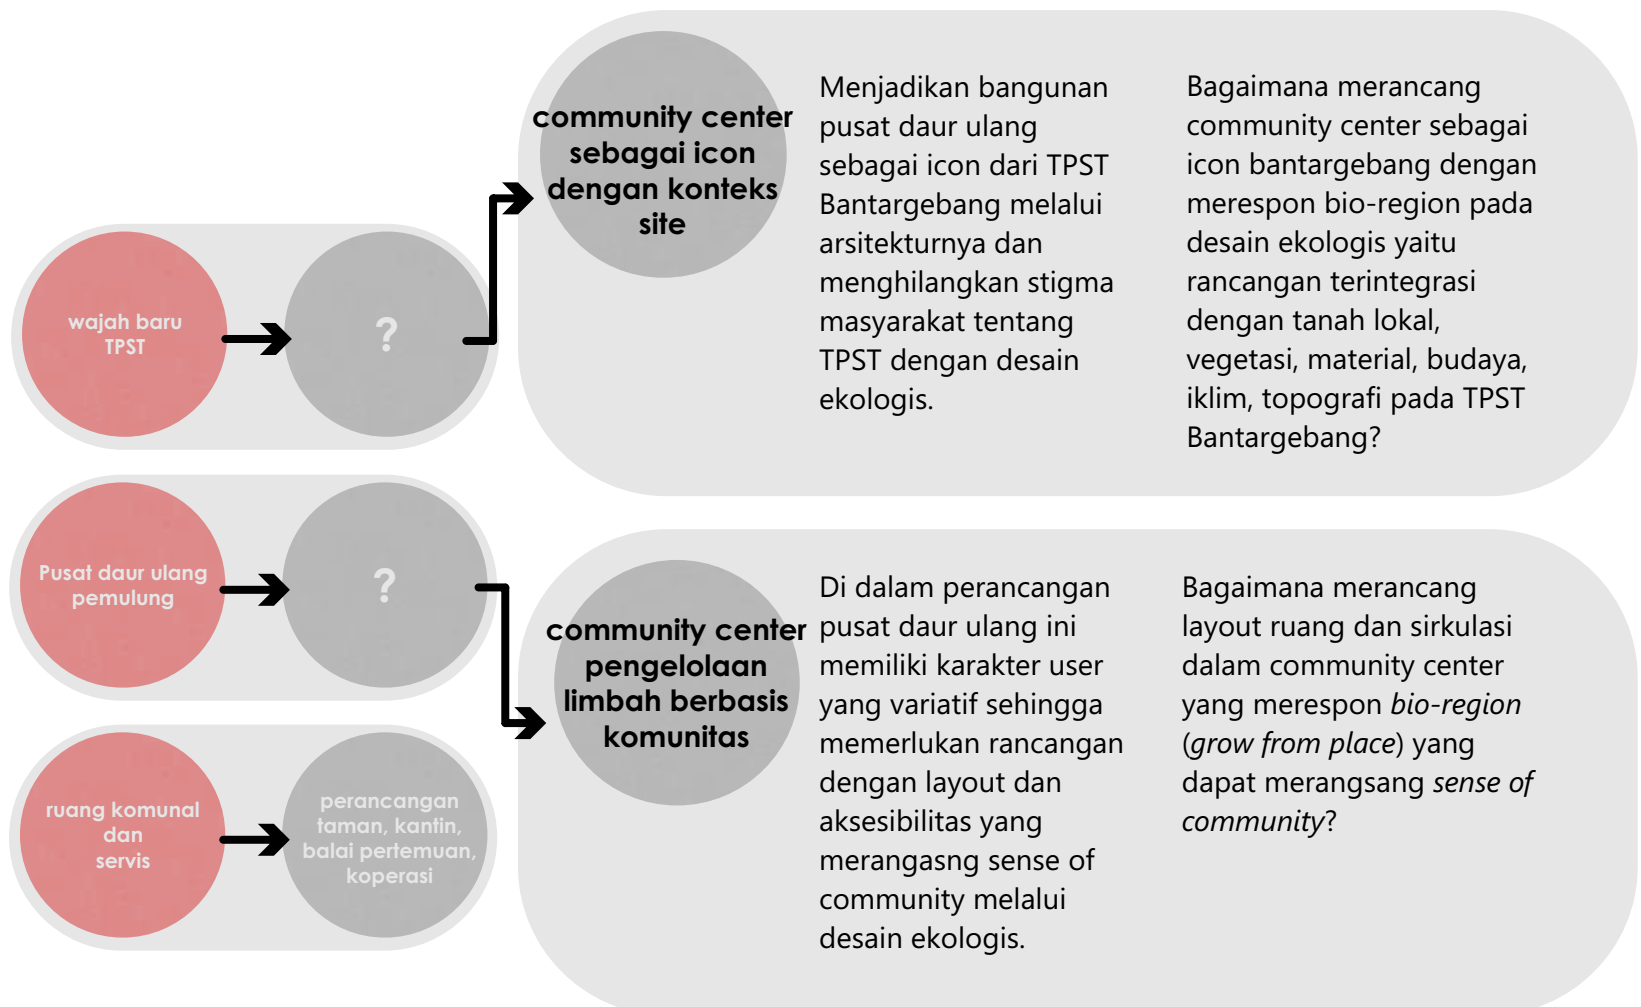 wajah baru
TPST
?
community center
sebagai icon
dengan konteks
site
Menjadikan bangunan
pusat daur ulang
sebagai icon dari TPST
Bantargebang melalui
arsitekturnya dan
menghilangkan stigma
masyarakat tentang
TPST dengan desain
ekologis.
Bagaimana merancang
community center sebagai
icon bantargebang dengan
merespon bio-region pada
desain ekologis yaitu
rancangan terintegrasi
dengan tanah lokal,
vegetasi, material, budaya,
iklim, topografi pada TPST
Bantargebang?
Pusat daur ulang
pemulung
?
community center
pengelolaan
limbah berbasis
komunitas
Di dalam perancangan
pusat daur ulang ini
memiliki karakter user
yang variatif sehingga
memerlukan rancangan
dengan layout dan
aksesibilitas yang
merangasng sense of
community melalui
desain ekologis.
Bagaimana merancang
layout ruang dan sirkulasi
dalam community center
yang merespon bio-region
(grow from place) yang
dapat merangsang sense of
community?
ruang komunal
dan
servis
perancangan
taman, kantin,
balai pertemuan,
koperasi